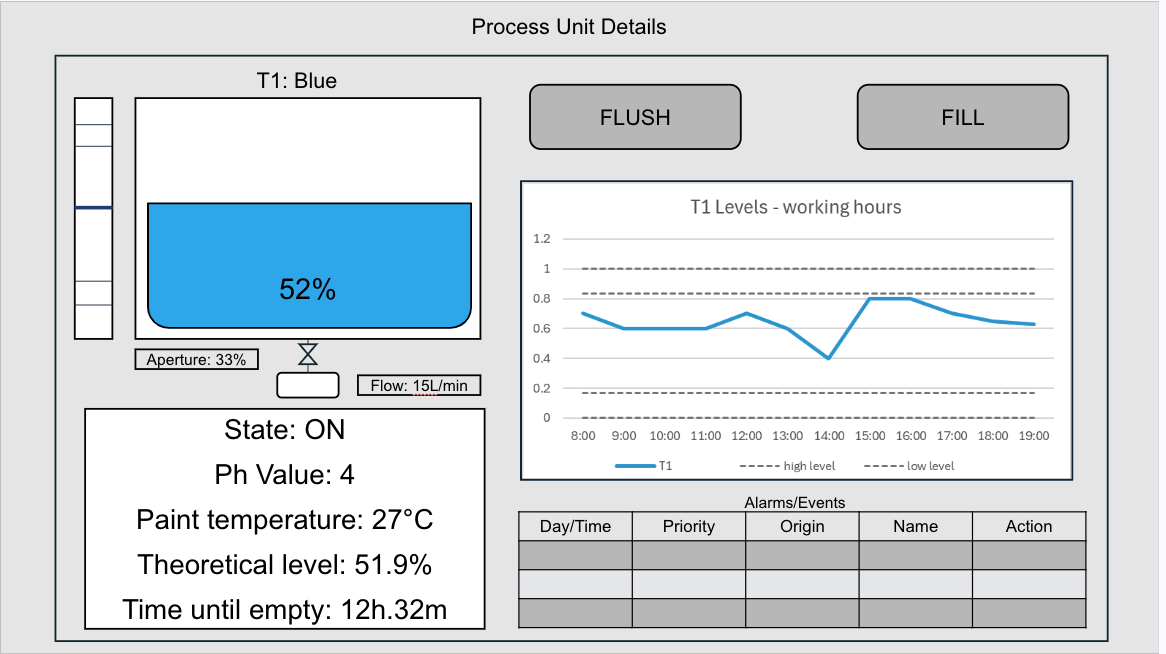 Process Unit Details
T1: Blue
52%
Aperture: 33%
Flow: 15L/min
State: ON
Ph Value: 4
Paint temperature: 27°C
Theoretical level: 51.9%
Time until empty: 12h.32m
FLUSH
FILL
T1 Levels - working hours
1.2
1
0.8
0.6
0.4
0.2
0
8:00 9:00 10:00 11:00 12:00 13:00 14:00 15:00 16:00 17:00 18:00 19:00
T1 high level low level
Alarms/Events
Day/Time Priority Origin Name Action